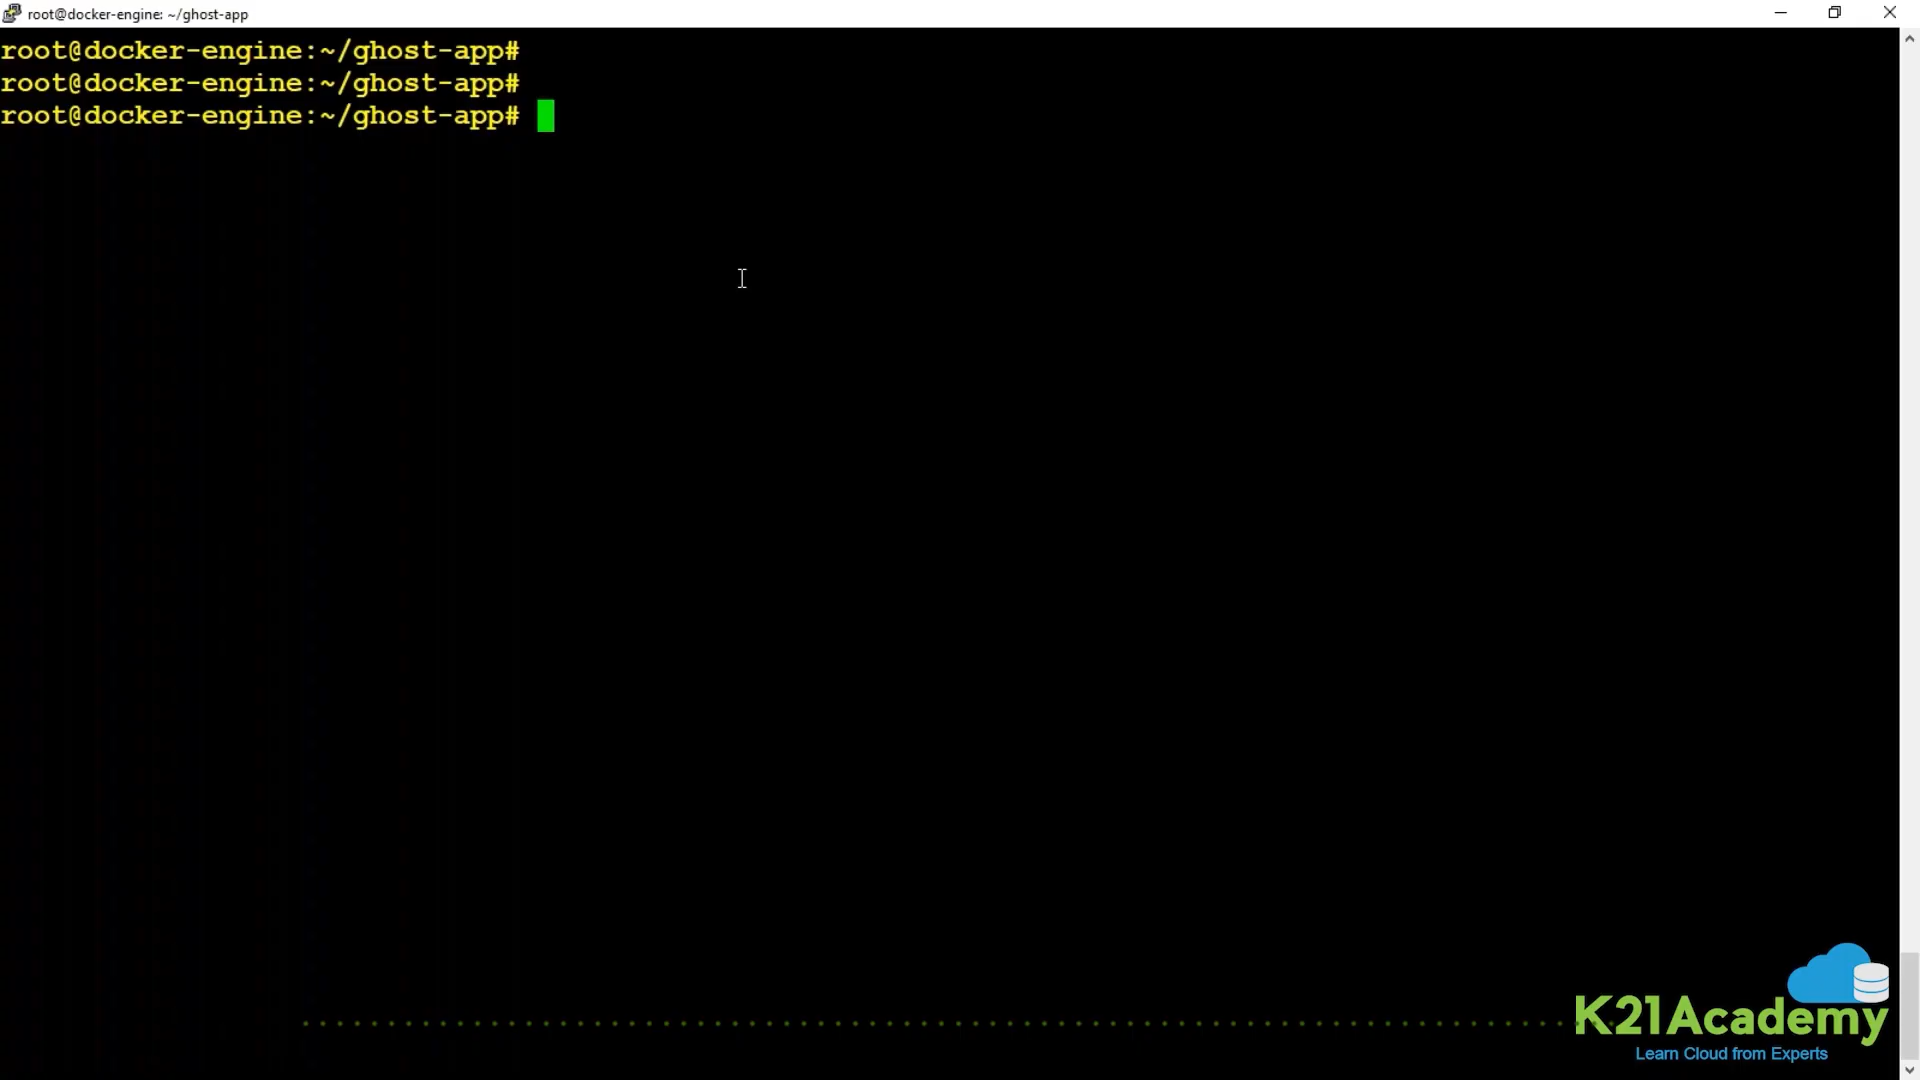 root@docker-engine: ~/ghost-app
root@docker-engine:~/ghost-app#
root@docker-engine:~/ghost-app#
root@docker-engine:~/ghost-app#
K21Academy
Learn Cloud from Experts